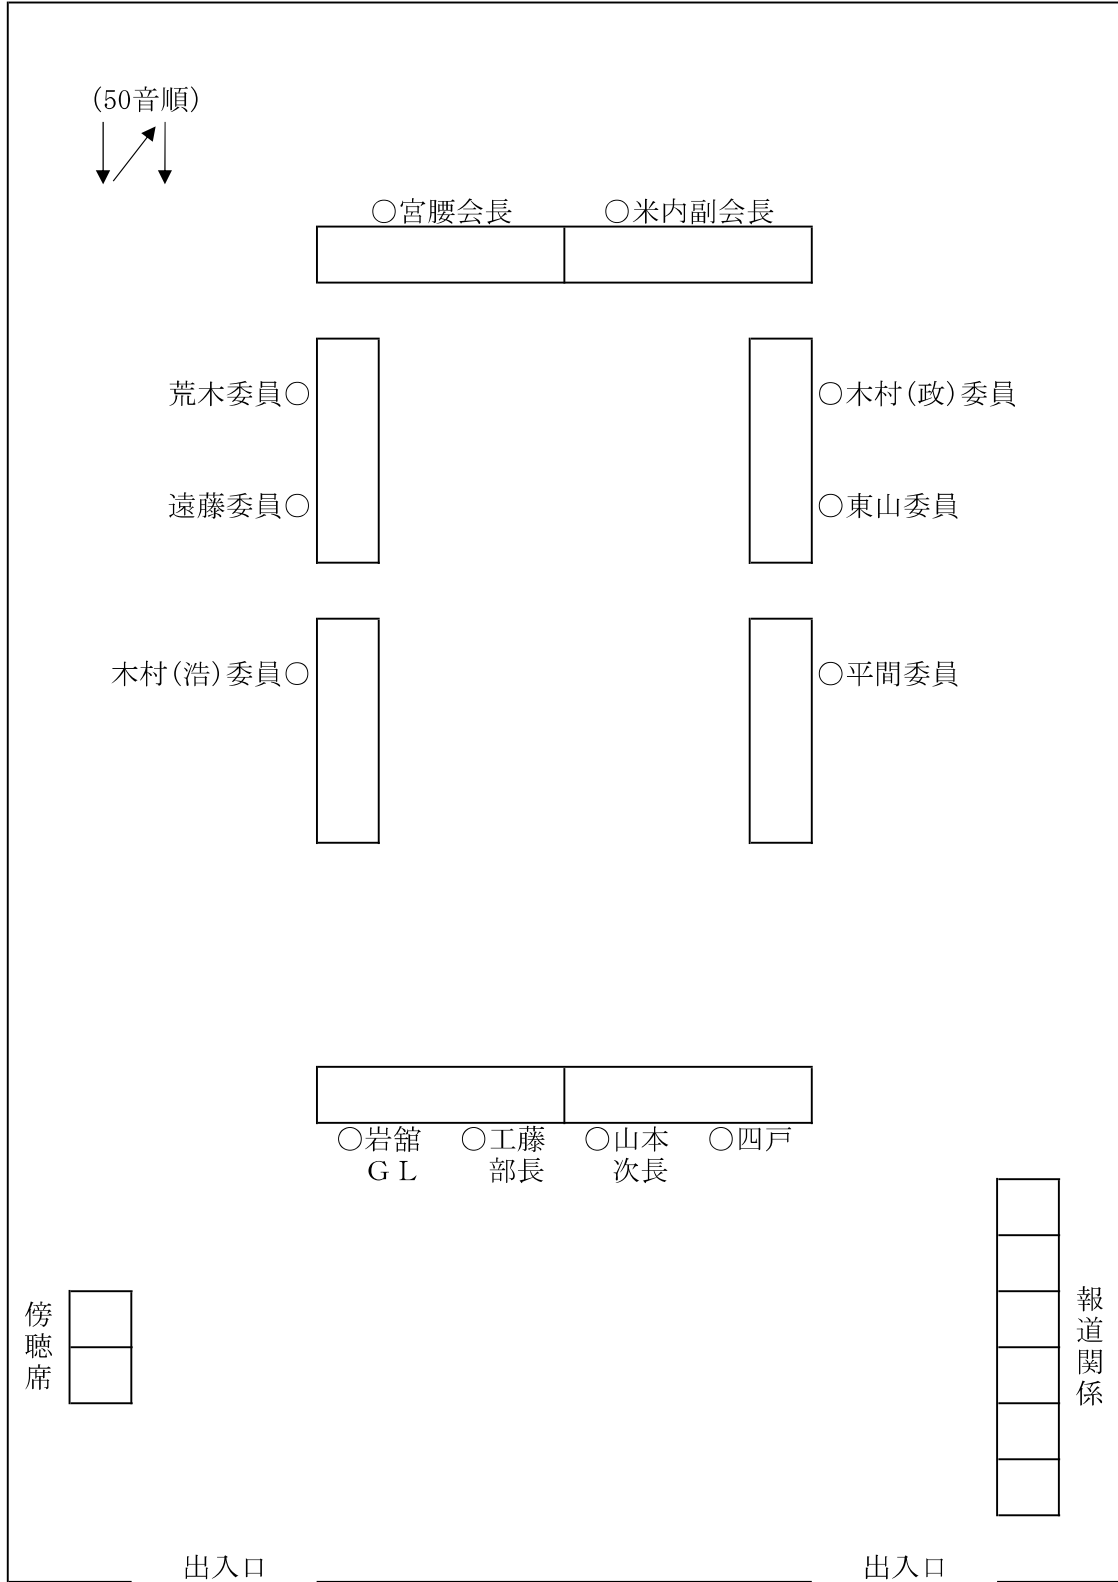 (50音順)
○宮腰会長 ○米内副会長
荒木委員○ ○木村(政)委員
遠藤委員○ ○東山委員
木村(浩)委員○ ○平間委員
○岩舘 ○工藤 ○山本 ○四戸
ＧＬ 部長 次長
傍聴席
報道関係
出入口 出入口